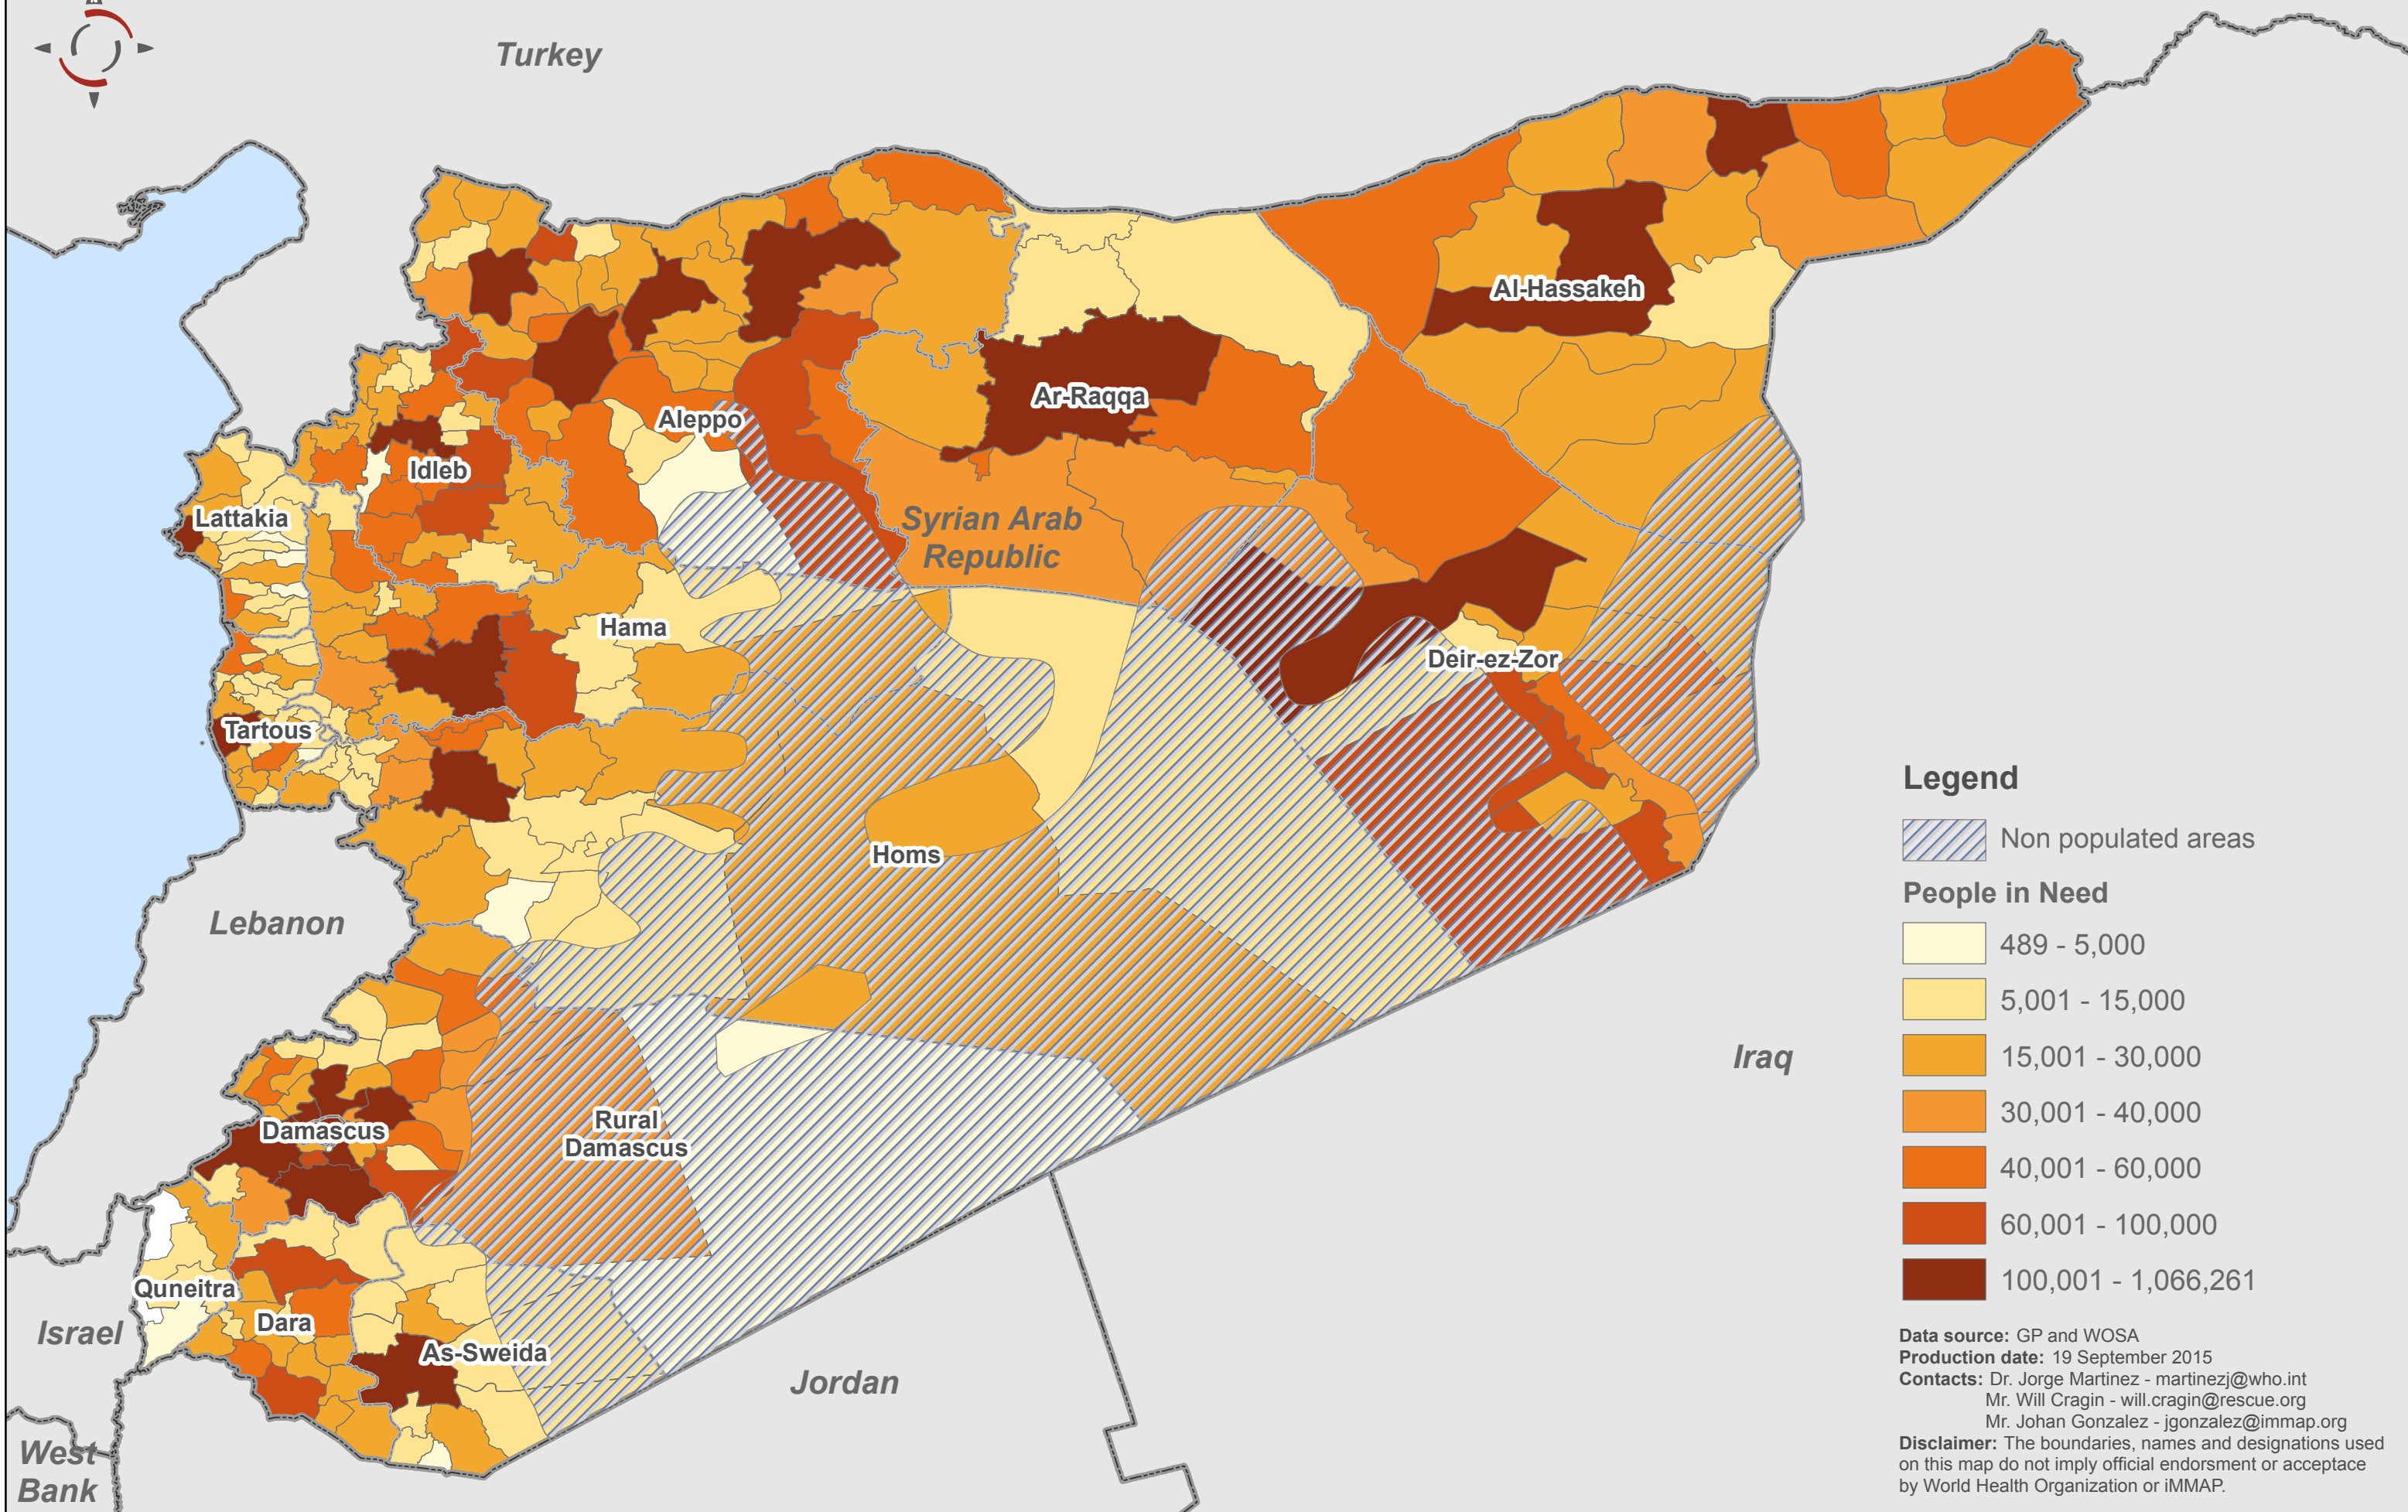 Turkey
Al-Hassakeh
Ar-Raqqa
Aleppo
Idleb
Lattakia
Syrian Arab
Republic
Hama
Deir-ez-Zor
Tartous
Homs
Lebanon
Iraq
Rural
Damascus
Damascus
Quneitra
Dara
Israel
As-Sweida
Jordan
West
Bank
Legend
Non populated areas
People in Need
489 - 5,000
5,001 - 15,000
15,001 - 30,000
30,001 - 40,000
40,001 - 60,000
60,001 - 100,000
100,001 - 1,066,261
Data source: GP and WOSA
Production date: 19 September 2015
Contacts: Dr. Jorge Martinez - martinezj@who.int
Mr. Will Cragin - will.cragin@rescue.org
Mr. Johan Gonzalez - jgonzalez@immap.org
Disclaimer: The boundaries, names and designations used
on this map do not imply official endorsment or acceptace
by World Health Organization or iMMAP.